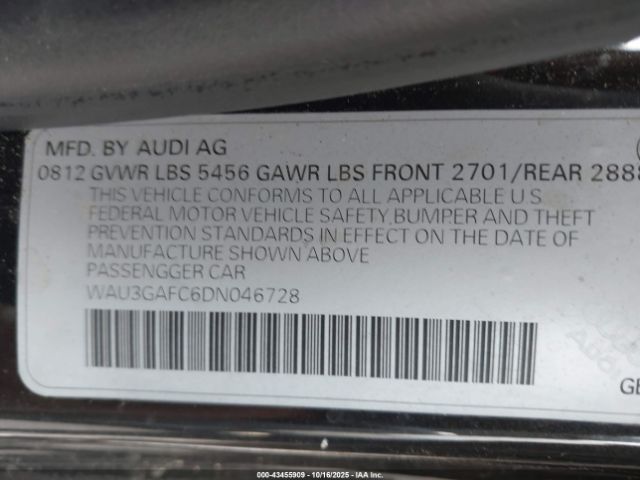 MFD. BY AUDI AG
0812 GVWR LBS 5456 GAWR LBS FRONT 2701/REAR 2888
THIS VEHICLE CONFORMS TO ALL APPLICABLE U S
FEDERAL MOTOR VEHICLE SAFETY, BUMPER AND THEFT
PREVENTION STANDARDS IN EFFECT ON THE DATE OF
MANUFACTURE SHOWN ABOVE
PASSENGGER CAR
WAU3GAFC6DN046728
GE
000-43455909 - 10/16/2025 - IAA Inc.